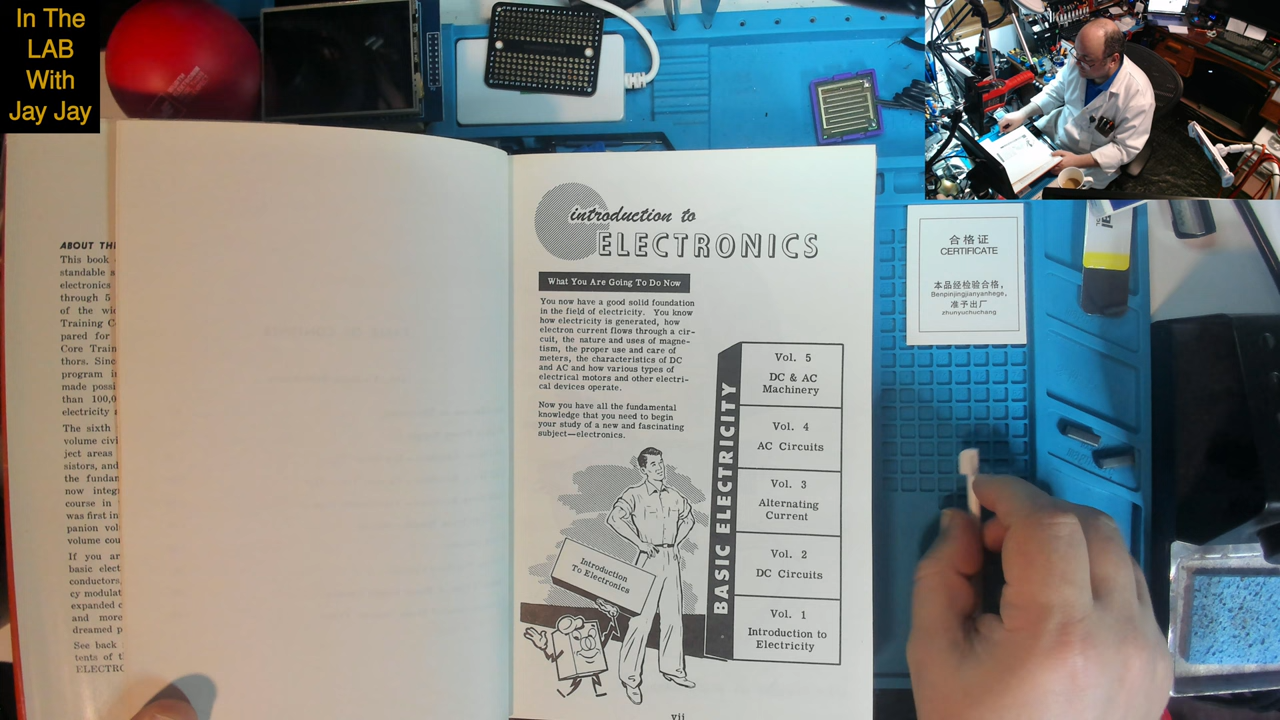 In The
LAB
With
Jay Jay
ABOUT
This book
standable a
electronics
through 5
of the wi
Training C
pared for
Core Train
thors. Sinc
program i
made possi
than 100,0
electricity a
The sixth
volume civi
ject areas
sistors, and
the fundan
now integ
course in
was first in
panion vol
volume cou
If you ar
basic elect
conductors,
cy modulat
expanded c
and more
dreamed p
See back
tents of t
ELECTRO
introduction to
ELECTRONICS
What You Are Going To Do Now
You now have a good solid foundation
in the field of electricity. You know
how electricity is generated, how
electron current flows through a cir-
cuit, the nature and uses of magne-
tism, the proper use and care of
meters, the characteristics of DC
and AC and how various types of
electrical motors and other electri-
cal devices operate.
Now you have all the fundamental
knowledge that you need to begin
your study of a new and fascinating
subject—electronics.
Introduction
To Electronics
BASIC ELECTRICITY
Vol. 5
DC & AC
Machinery
Vol. 4
AC Circuits
Vol. 3
Alternating
Current
Vol. 2
DC Circuits
Vol. 1
Introduction to
Electricity
vii
合格证
CERTIFICATE
本品经检验合格,
Benpinjingjianyanhege,
准予出厂
zhunyuchuchang